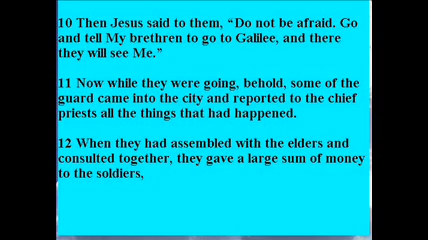 10 Then Jesus said to them, “Do not be afraid. Go
and tell My brethren to go to Galilee, and there
they will see Me.”
11 Now while they were going, behold, some of the
guard came into the city and reported to the chief
priests all the things that had happened.
12 When they had assembled with the elders and
consulted together, they gave a large sum of money
to the soldiers,